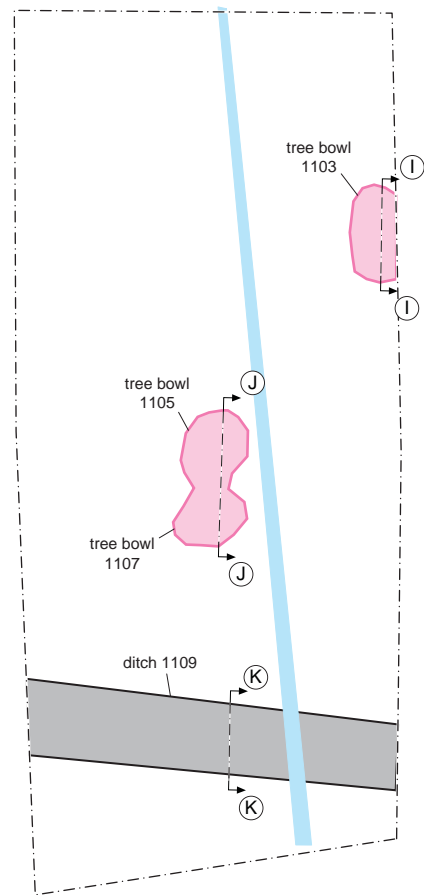 tree bowl
1103
I
I
J
tree bowl
1105
tree bowl
1107
J
ditch 1109
K
K